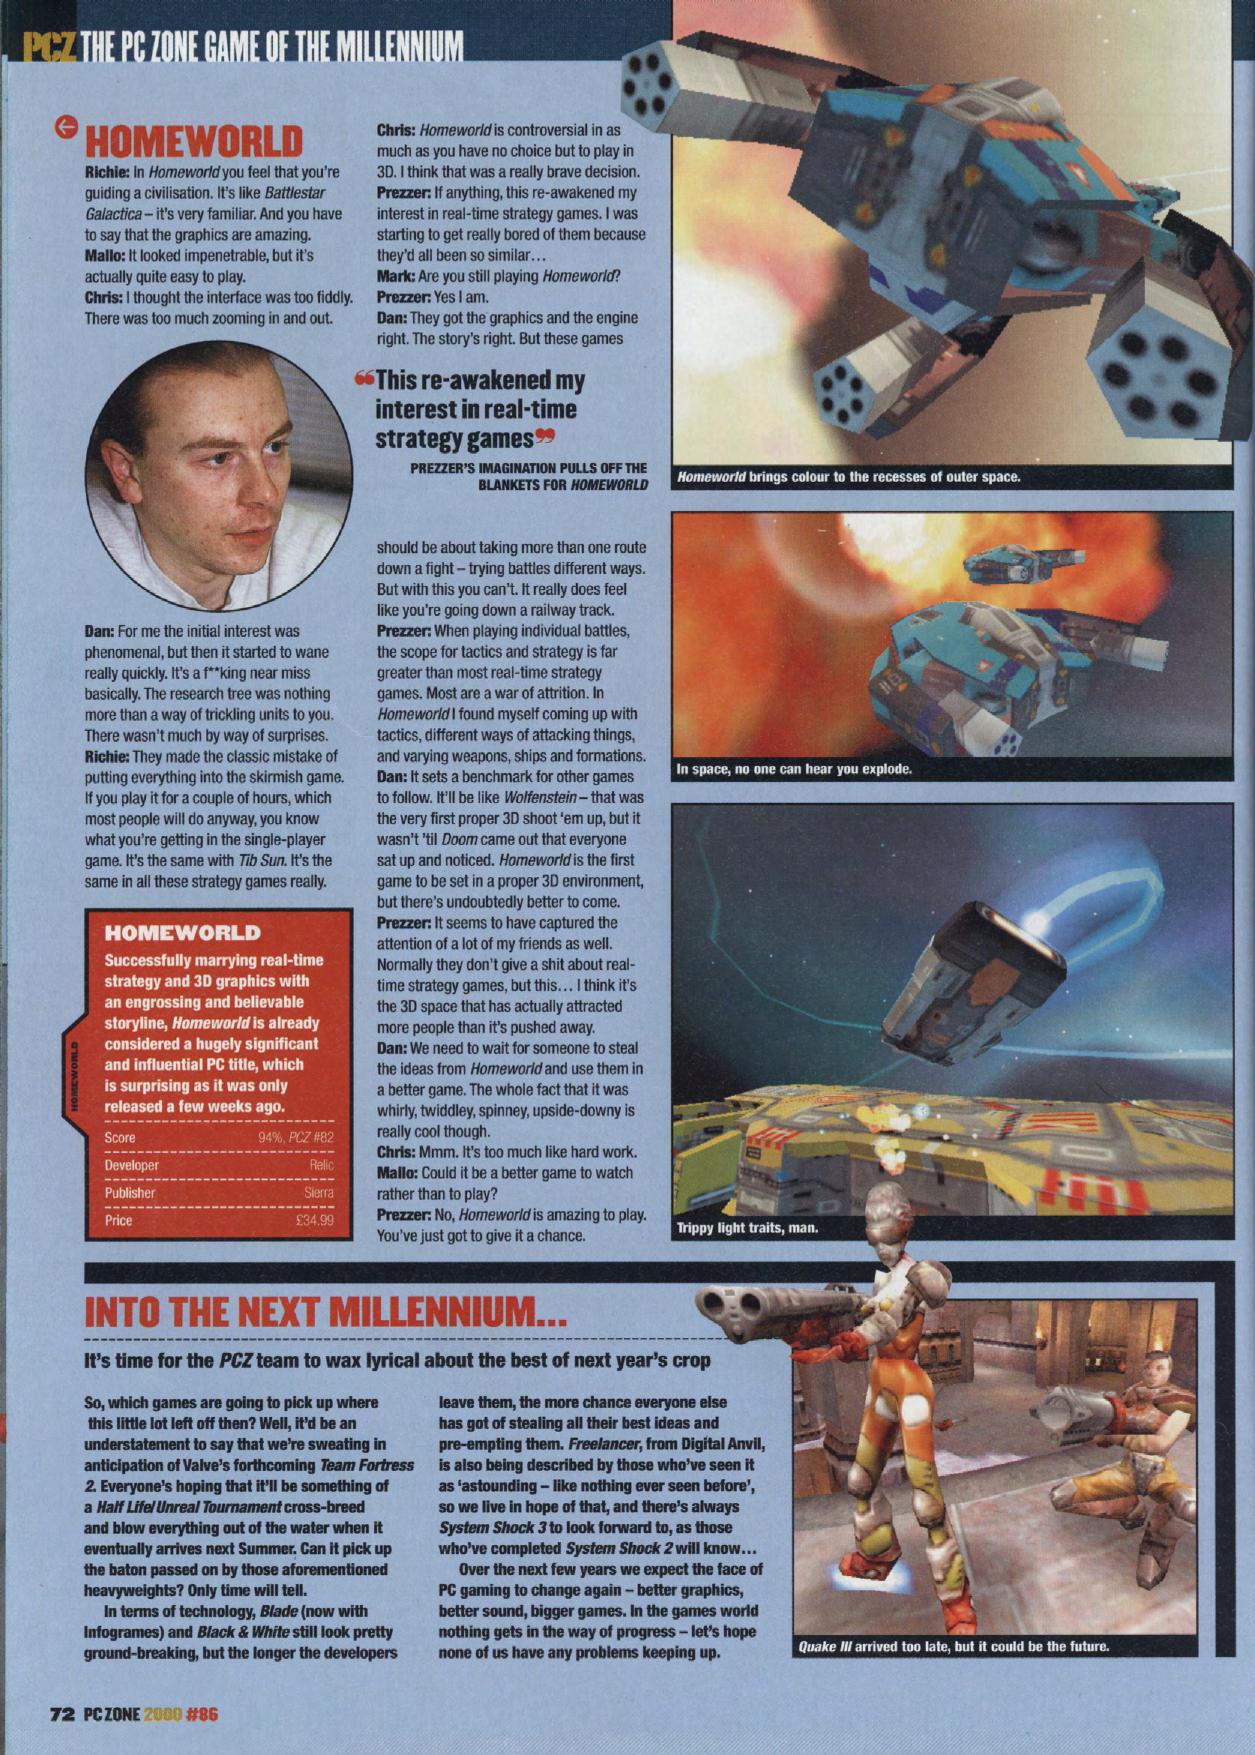 PCZ THE PC ZONE GAME OF THE MILLENNIUM
HOMEWORLD
Richie: In Homeworld you feel that you're
guiding a civilisation. It's like Battlestar
Galactica – it's very familiar. And you have
to say that the graphics are amazing.
Mallo: It looked impenetrable, but it's
actually quite easy to play.
Chris: I thought the interface was too fiddly.
There was too much zooming in and out.
Dan: For me the initial interest was
phenomenal, but then it started to wane
really quickly. It's a f**king near miss
basically. The research tree was nothing
more than a way of trickling units to you.
There wasn't much by way of surprises.
Richie: They made the classic mistake of
putting everything into the skirmish game.
If you play it for a couple of hours, which
most people will do anyway, you know
what you're getting in the single-player
game. It's the same with Tib Sun. It's the
same in all these strategy games really.
HOMEWORLD
HOMEWORLD
Successfully marrying real-time
strategy and 3D graphics with
an engrossing and believable
storyline, Homeworld is already
considered a hugely significant
and influential PC title, which
is surprising as it was only
released a few weeks ago.
Score 94%, PCZ #82
Developer Relic
Publisher Sierra
Price £34.99
Chris: Homeworld is controversial in as
much as you have no choice but to play in
3D. I think that was a really brave decision.
Prezzer: If anything, this re-awakened my
interest in real-time strategy games. I was
starting to get really bored of them because
they'd all been so similar...
Mark: Are you still playing Homeworld?
Prezzer: Yes I am.
Dan: They got the graphics and the engine
right. The story's right. But these games
“This re-awakened my
interest in real-time
strategy games”
PREZZER'S IMAGINATION PULLS OFF THE
BLANKETS FOR HOMEWORLD
should be about taking more than one route
down a fight – trying battles different ways.
But with this you can't. It really does feel
like you're going down a railway track.
Prezzer: When playing individual battles,
the scope for tactics and strategy is far
greater than most real-time strategy
games. Most are a war of attrition. In
Homeworld I found myself coming up with
tactics, different ways of attacking things,
and varying weapons, ships and formations.
Dan: It sets a benchmark for other games
to follow. It'll be like Wolfenstein – that was
the very first proper 3D shoot 'em up, but it
wasn't 'til Doom came out that everyone
sat up and noticed. Homeworld is the first
game to be set in a proper 3D environment,
but there's undoubtedly better to come.
Prezzer: It seems to have captured the
attention of a lot of my friends as well.
Normally they don't give a shit about real-
time strategy games, but this... I think it's
the 3D space that has actually attracted
more people than it's pushed away.
Dan: We need to wait for someone to steal
the ideas from Homeworld and use them in
a better game. The whole fact that it was
whirly, twiddley, spinney, upside-downy is
really cool though.
Chris: Mmm. It's too much like hard work.
Mallo: Could it be a better game to watch
rather than to play?
Prezzer: No, Homeworld is amazing to play.
You've just got to give it a chance.
Homeworld brings colour to the recesses of outer space.
In space, no one can hear you explode.
Trippy light traits, man.
INTO THE NEXT MILLENNIUM...
It's time for the PCZ team to wax lyrical about the best of next year's crop
So, which games are going to pick up where
this little lot left off then? Well, it'd be an
understatement to say that we're sweating in
anticipation of Valve's forthcoming Team Fortress
2. Everyone's hoping that it'll be something of
a Half Life/Unreal Tournament cross-breed
and blow everything out of the water when it
eventually arrives next Summer. Can it pick up
the baton passed on by those aforementioned
heavyweights? Only time will tell.
In terms of technology, Blade (now with
Infogrames) and Black & White still look pretty
ground-breaking, but the longer the developers
leave them, the more chance everyone else
has got of stealing all their best ideas and
pre-empting them. Freelancer, from Digital Anvil,
is also being described by those who've seen it
as 'astounding – like nothing ever seen before',
so we live in hope of that, and there's always
System Shock 3 to look forward to, as those
who've completed System Shock 2 will know...
Over the next few years we expect the face of
PC gaming to change again – better graphics,
better sound, bigger games. In the games world
nothing gets in the way of progress – let's hope
none of us have any problems keeping up.
Quake III arrived too late, but it could be the future.
72 PC ZONE 2000 #86